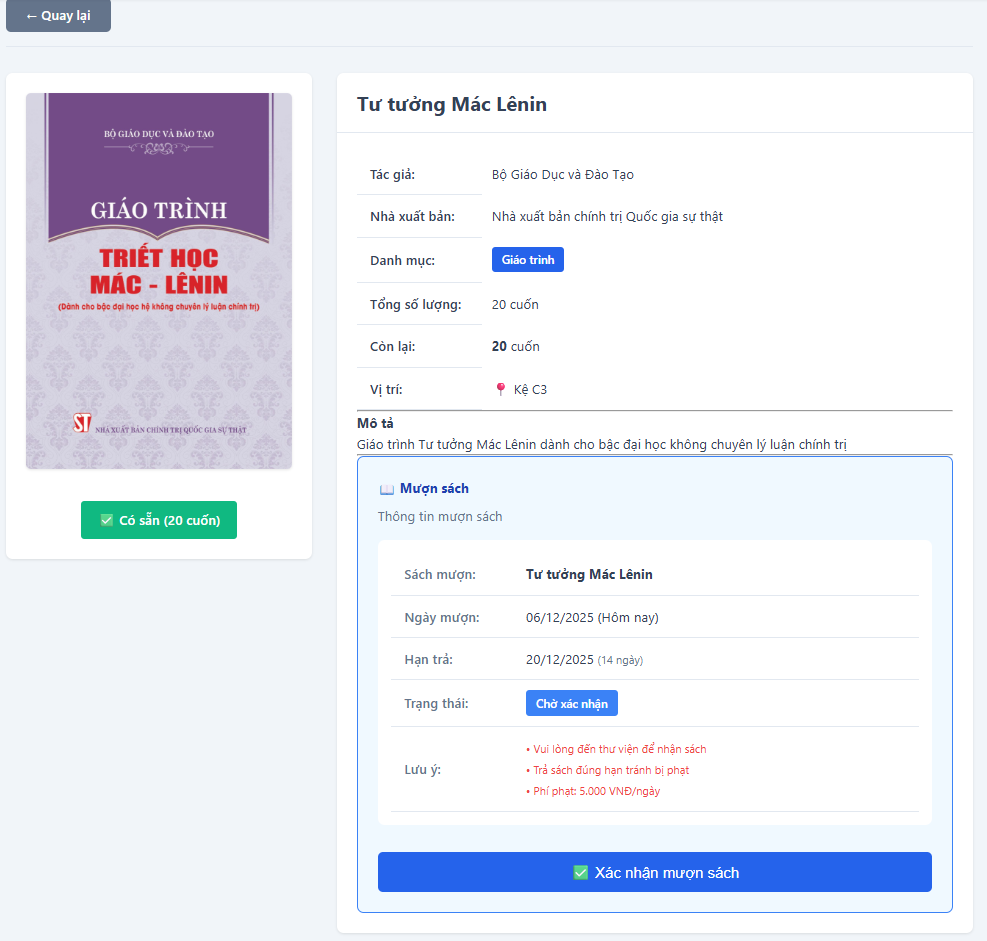 ← Quay lại
BỘ GIÁO DỤC VÀ ĐÀO TẠO
GIÁO TRÌNH
TRIẾT HỌC
MÁC - LÊNIN
(Dành cho bậc đại học hệ không chuyên lý luận chính trị)
ST NHÀ XUẤT BẢN CHÍNH TRỊ QUỐC GIA SỰ THẬT
✅ Có sẵn (20 cuốn)
Tư tưởng Mác Lênin
Tác giả: Bộ Giáo Dục và Đào Tạo
Nhà xuất bản: Nhà xuất bản chính trị Quốc gia sự thật
Danh mục: Giáo trình
Tổng số lượng: 20 cuốn
Còn lại: 20 cuốn
Vị trí: 📍 Kệ C3
Mô tả
Giáo trình Tư tưởng Mác Lênin dành cho bậc đại học không chuyên lý luận chính trị
📖 Mượn sách
Thông tin mượn sách
Sách mượn: Tư tưởng Mác Lênin
Ngày mượn: 06/12/2025 (Hôm nay)
Hạn trả: 20/12/2025 (14 ngày)
Trạng thái: Chờ xác nhận
Lưu ý:
• Vui lòng đến thư viện để nhận sách
• Trả sách đúng hạn tránh bị phạt
• Phí phạt: 5.000 VNĐ/ngày
✅ Xác nhận mượn sách